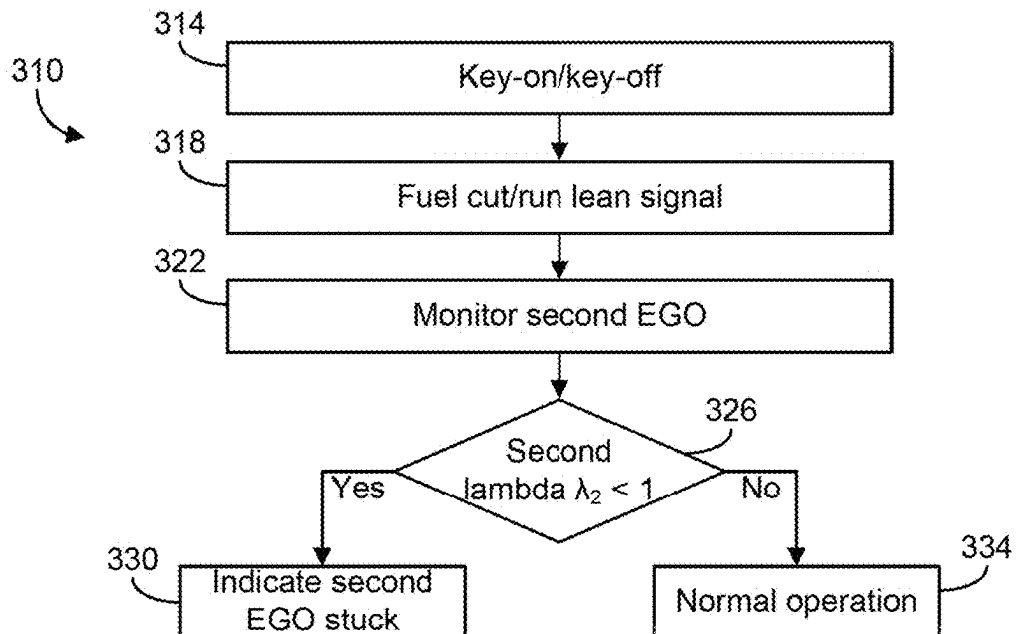 314
Key-on/key-off
310
318
Fuel cut/run lean signal
322
Monitor second EGO
326
Second
lambda λ₂ < 1
Yes
No
330
Indicate second
EGO stuck
334
Normal operation